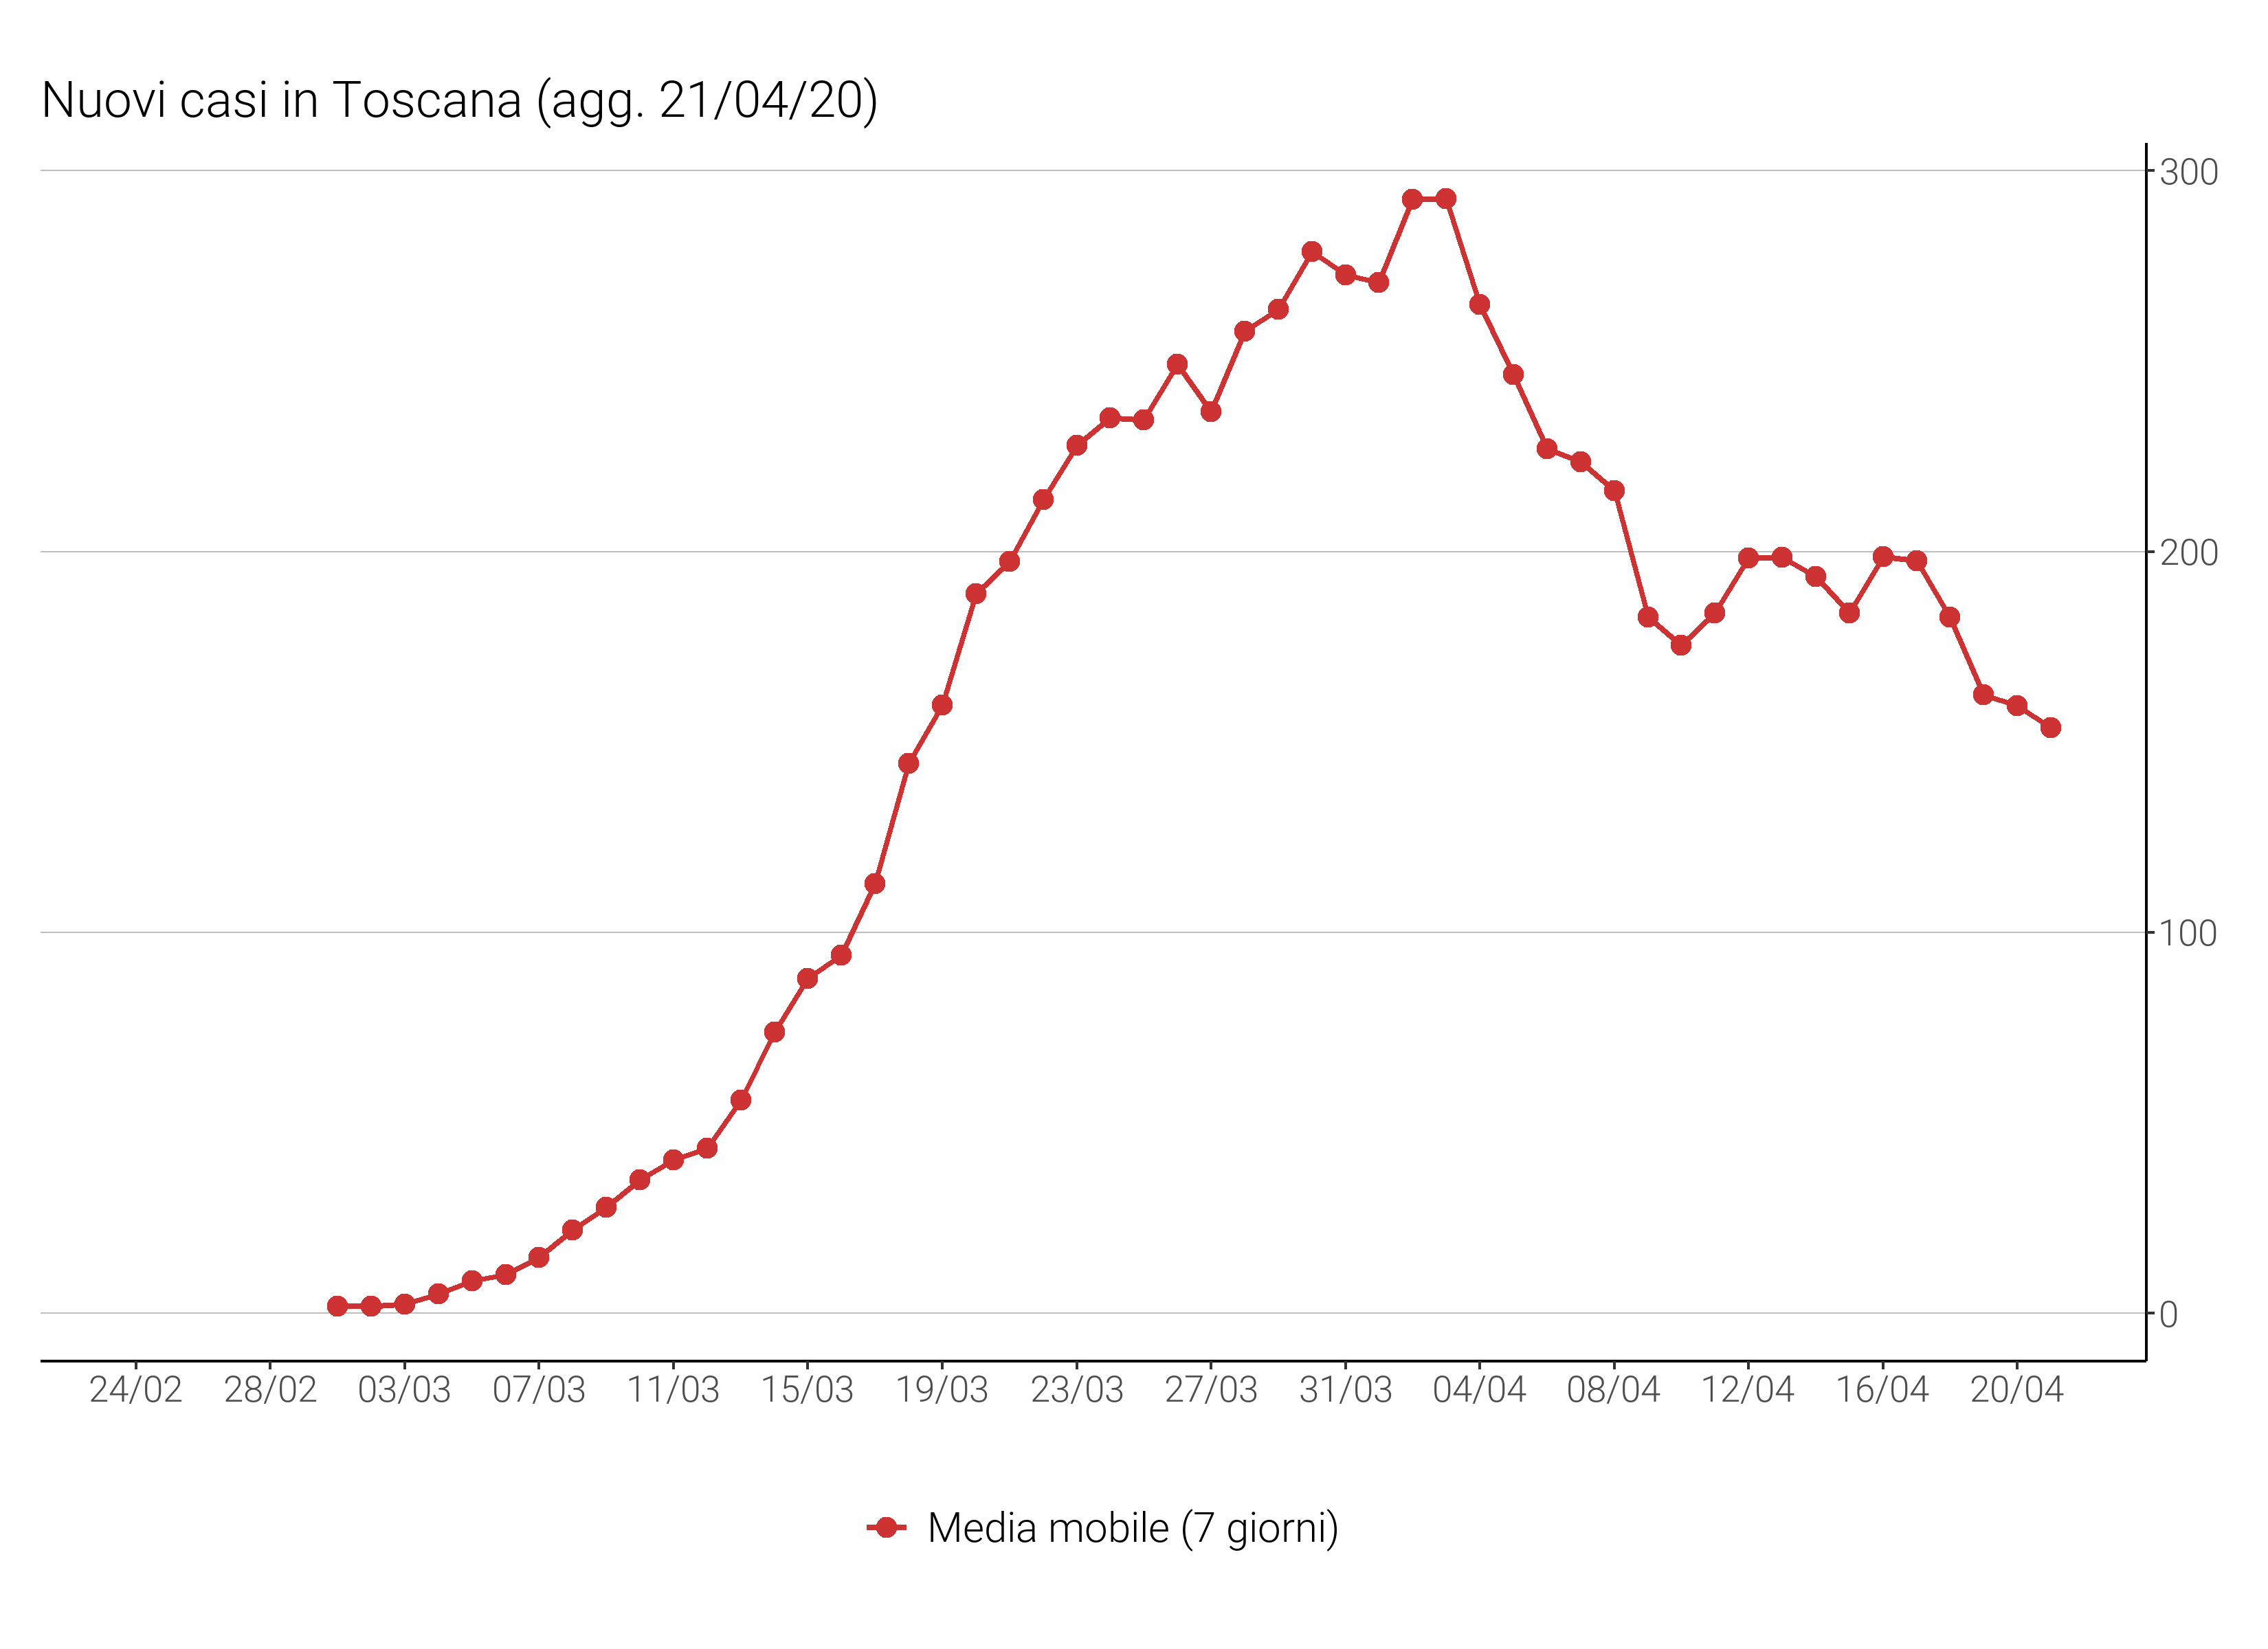 Nuovi casi in Toscana (agg. 21/04/20)
300
200
100
0
24/02 28/02 03/03 07/03 11/03 15/03 19/03 23/03 27/03 31/03 04/04 08/04 12/04 16/04 20/04
Media mobile (7 giorni)